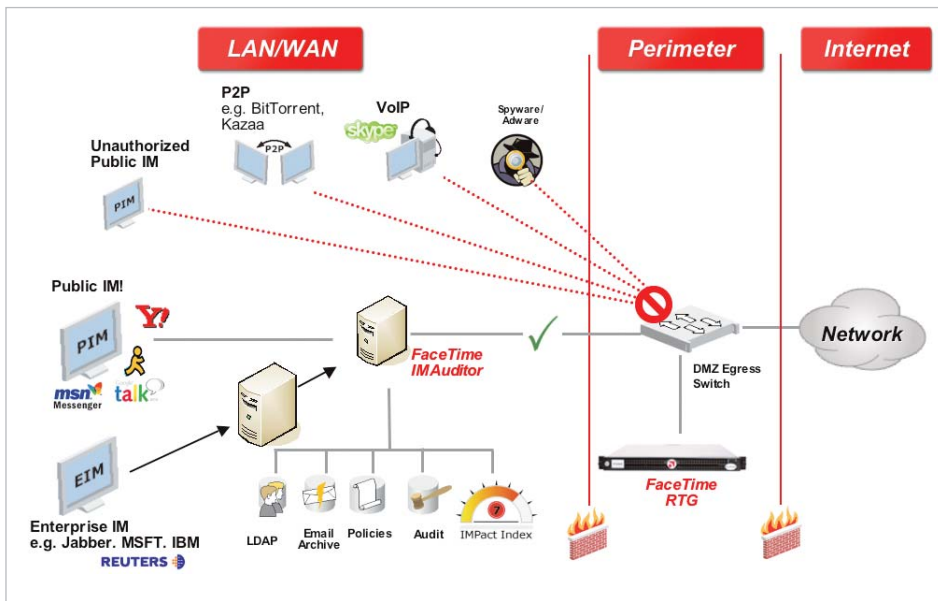 LAN/WAN
Perimeter
Internet
P2P
e.g. BitTorrent,
Kazaa
VoIP
skype
Spyware/
Adware
P2P
Unauthorized
Public IM
PIM
Public IM!
Y!
PIM
msn
Messenger
talk
FaceTime
IMAuditor
DMZ Egress
Switch
Network
EIM
FaceTime
RTG
Enterprise IM
e.g. Jabber. MSFT. IBM
REUTERS
LDAP
Email
Archive
Policies
Audit
7
IMPact Index